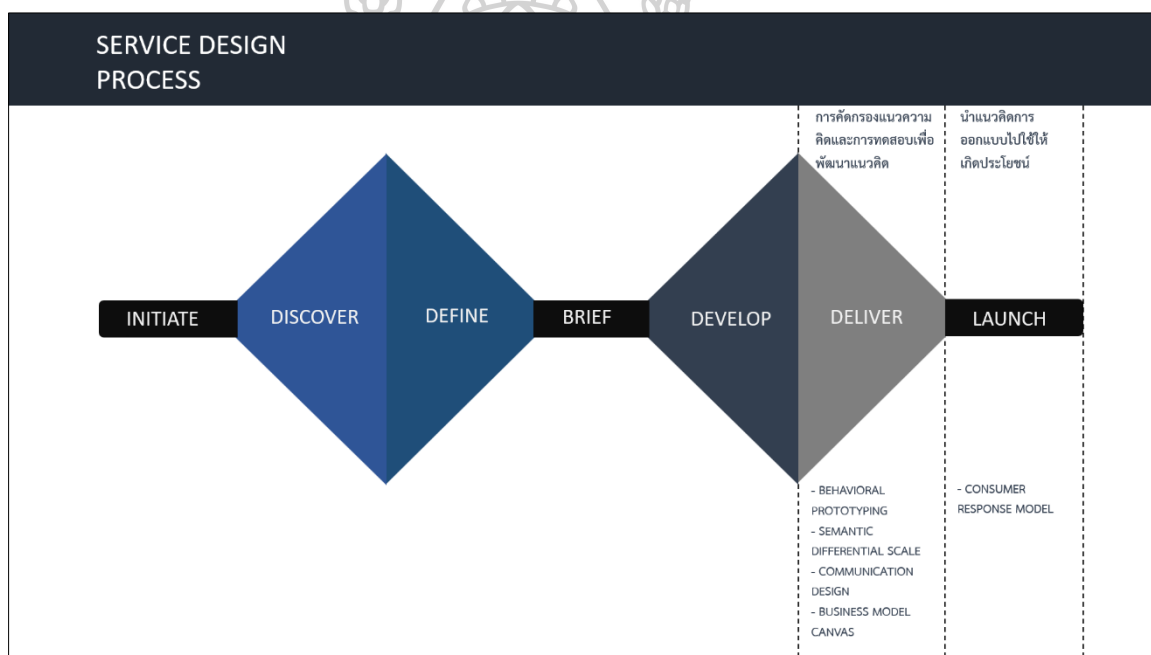 SERVICE DESIGN
PROCESS
การคัดกรองแนวความ
คิดและการทดสอบเพื่อ
พัฒนาแนวคิด
นำแนวคิดการ
ออกแบบไปใช้ให้
เกิดประโยชน์
INITIATE
DISCOVER
DEFINE
BRIEF
DEVELOP
DELIVER
LAUNCH
- BEHAVIORAL
PROTOTYPING
- SEMANTIC
DIFFERENTIAL SCALE
- COMMUNICATION
DESIGN
- BUSINESS MODEL
CANVAS
- CONSUMER
RESPONSE MODEL